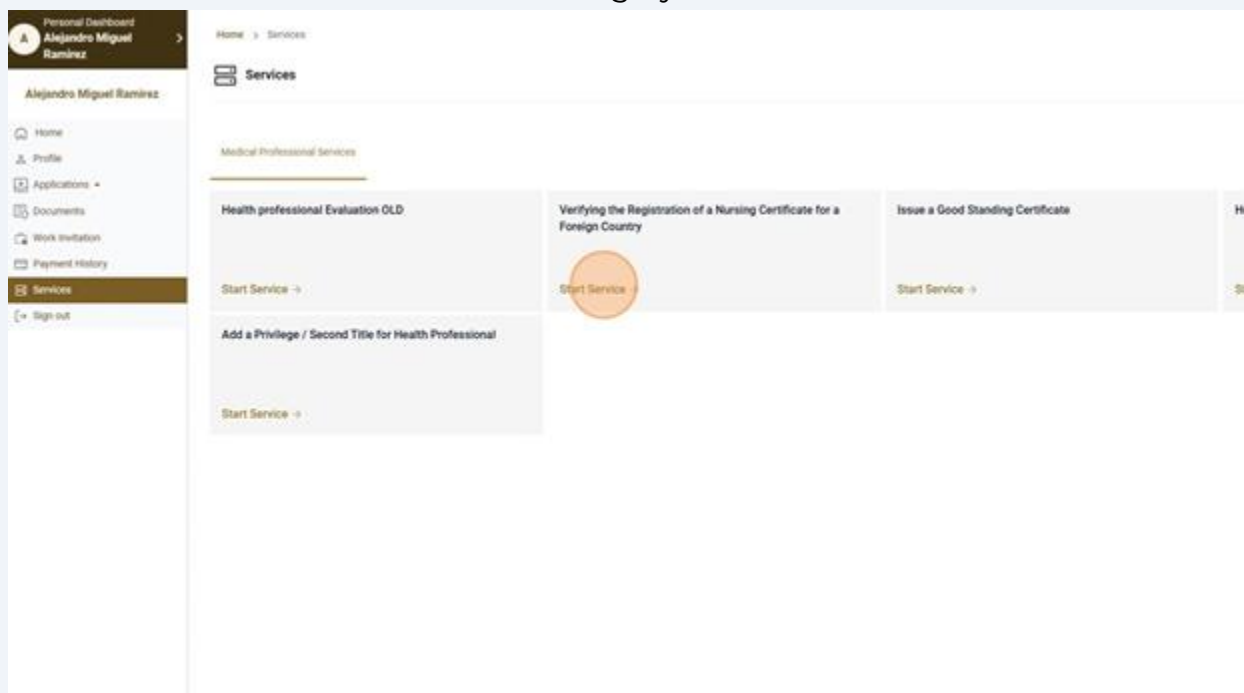 A
Personal Dashboard
Alejandro Miguel
Ramirez
>
Alejandro Miguel Ramirez
Home
Profile
Applications
Documents
Work Invitation
Payment History
Services
Sign out
Home > Services
Services
Medical Professional Services
Health professional Evaluation OLD
Start Service →
Verifying the Registration of a Nursing Certificate for a
Foreign Country
Start Service →
Issue a Good Standing Certificate
Start Service →
Add a Privilege / Second Title for Health Professional
Start Service →